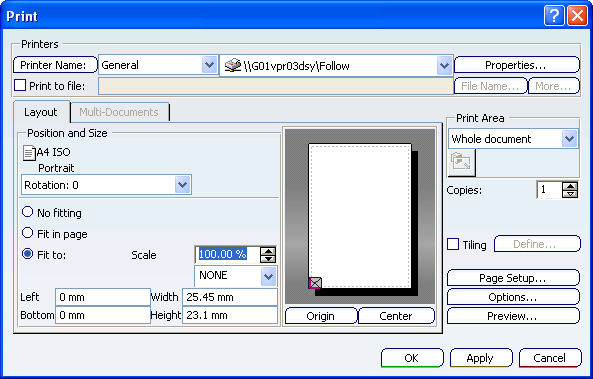 Print
Printers
Printer Name: General \\G01vpr03dsy\Follow Properties...
Print to file: File Name... More...
Layout Multi-Documents
Position and Size
A4 ISO
Portrait
Rotation: 0
No fitting
Fit in page
Fit to: Scale 100.00 %
NONE
Left 0 mm Width 25.45 mm
Bottom 0 mm Height 23.1 mm
Origin Center
Print Area
Whole document
Copies: 1
Tiling Define...
Page Setup...
Options...
Preview...
OK Apply Cancel